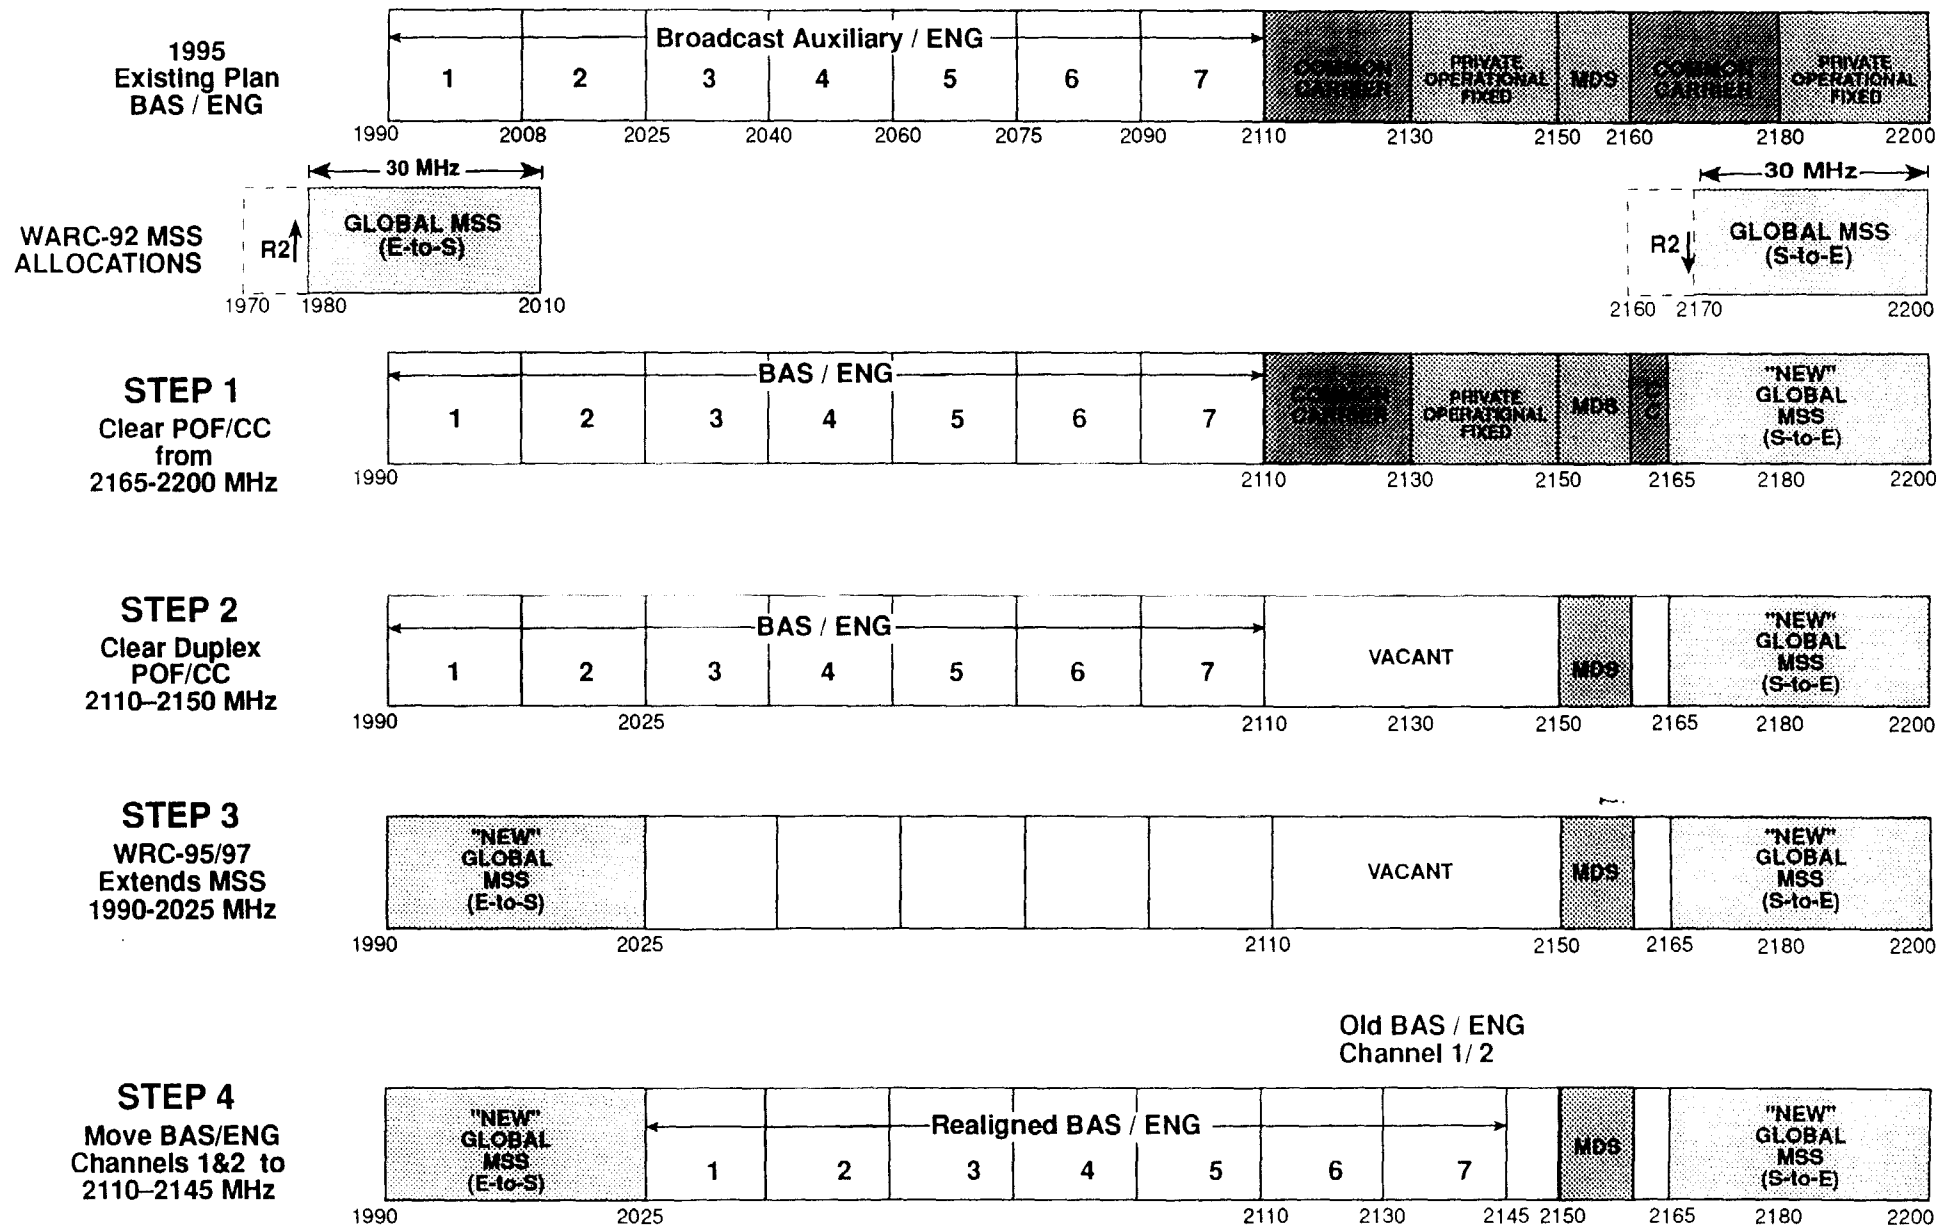 1995
Existing Plan
BAS / ENG
Broadcast Auxiliary / ENG
1 2 3 4 5 6 7
COMMON
CARRIER
PRIVATE
OPERATIONAL
FIXED
MDS
COMMON
CARRIER
PRIVATE
OPERATIONAL
FIXED
1990 2008 2025 2040 2060 2075 2090 2110 2130 2150 2160 2180 2200
WARC-92 MSS
ALLOCATIONS
30 MHz
R2
GLOBAL MSS
(E-to-S)
1970 1980 2010
30 MHz
R2
GLOBAL MSS
(S-to-E)
2160 2170 2200
STEP 1
Clear POF/CC
from
2165-2200 MHz
BAS / ENG
1 2 3 4 5 6 7
COMMON
CARRIER
PRIVATE
OPERATIONAL
FIXED
MDS
"NEW"
GLOBAL
MSS
(S-to-E)
1990 2110 2130 2150 2165 2180 2200
STEP 2
Clear Duplex
POF/CC
2110–2150 MHz
BAS / ENG
1 2 3 4 5 6 7
VACANT
MDS
"NEW"
GLOBAL
MSS
(S-to-E)
1990 2025 2110 2130 2150 2165 2180 2200
STEP 3
WRC-95/97
Extends MSS
1990-2025 MHz
"NEW"
GLOBAL
MSS
(E-to-S)
VACANT
MDS
"NEW"
GLOBAL
MSS
(S-to-E)
1990 2025 2110 2150 2165 2180 2200
Old BAS / ENG
Channel 1/ 2
STEP 4
Move BAS/ENG
Channels 1&2 to
2110–2145 MHz
"NEW"
GLOBAL
MSS
(E-to-S)
Realigned BAS / ENG
1 2 3 4 5 6 7
MDS
"NEW"
GLOBAL
MSS
(S-to-E)
1990 2025 2110 2130 2145 2150 2165 2180 2200